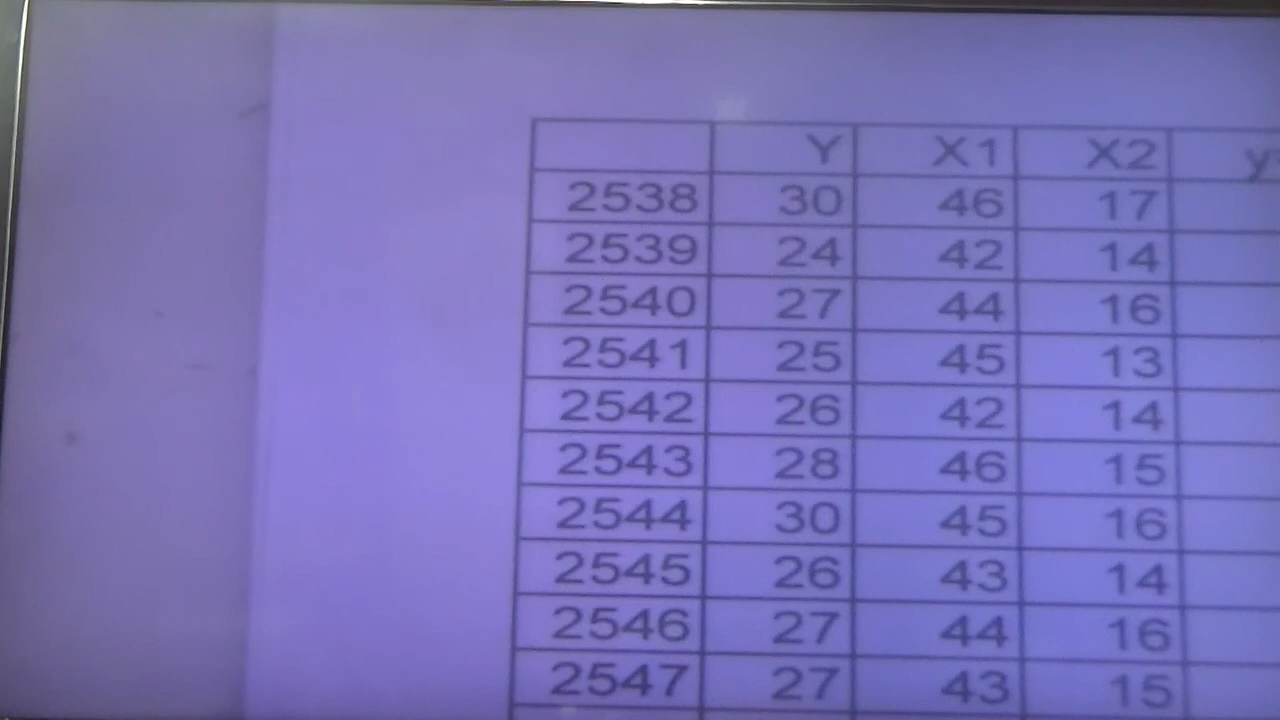 Y X1 X2 y
2538 30 46 17
2539 24 42 14
2540 27 44 16
2541 25 45 13
2542 26 42 14
2543 28 46 15
2544 30 45 16
2545 26 43 14
2546 27 44 16
2547 27 43 15